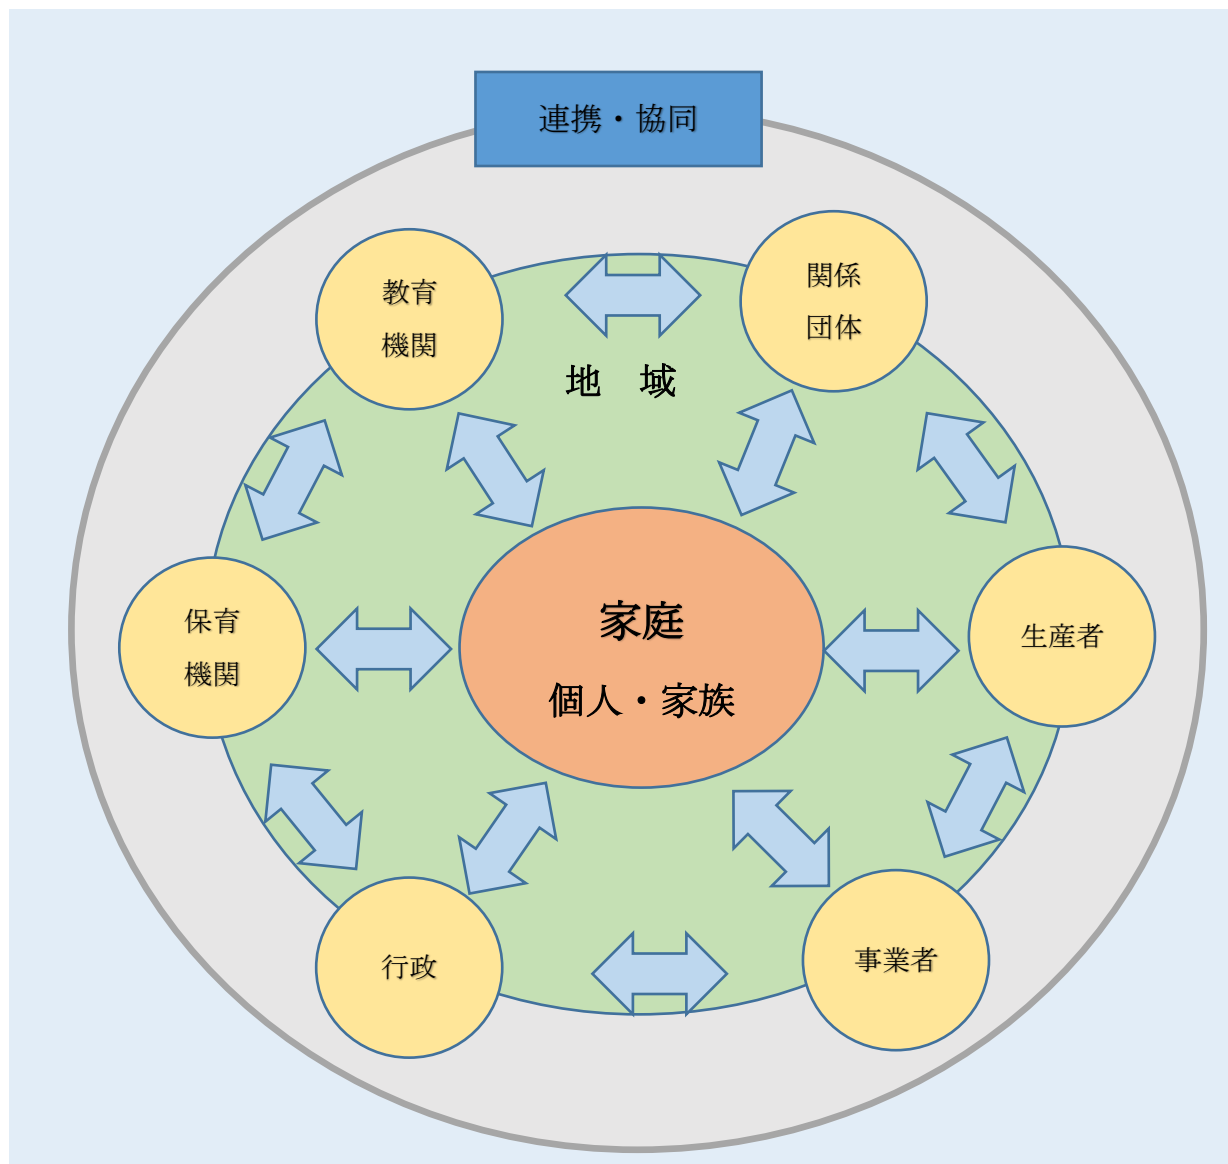 連携・協同
教育
機関
関係
団体
地　域
保育
機関
家庭
個人・家族
生産者
行政
事業者